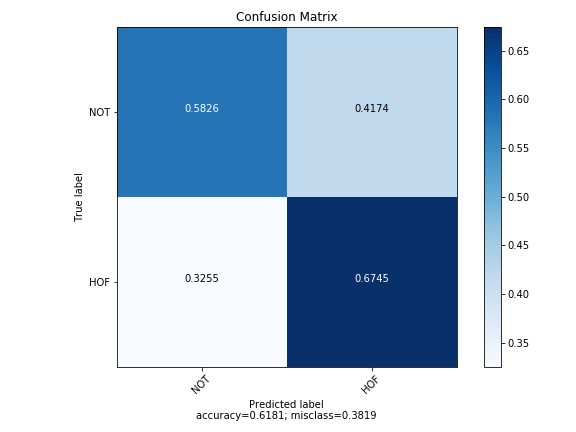 Confusion Matrix
NOT
0.5826
0.4174
HOF
0.3255
0.6745
True label
NOT
HOF
Predicted label
accuracy=0.6181; misclass=0.3819
0.65
0.60
0.55
0.50
0.45
0.40
0.35